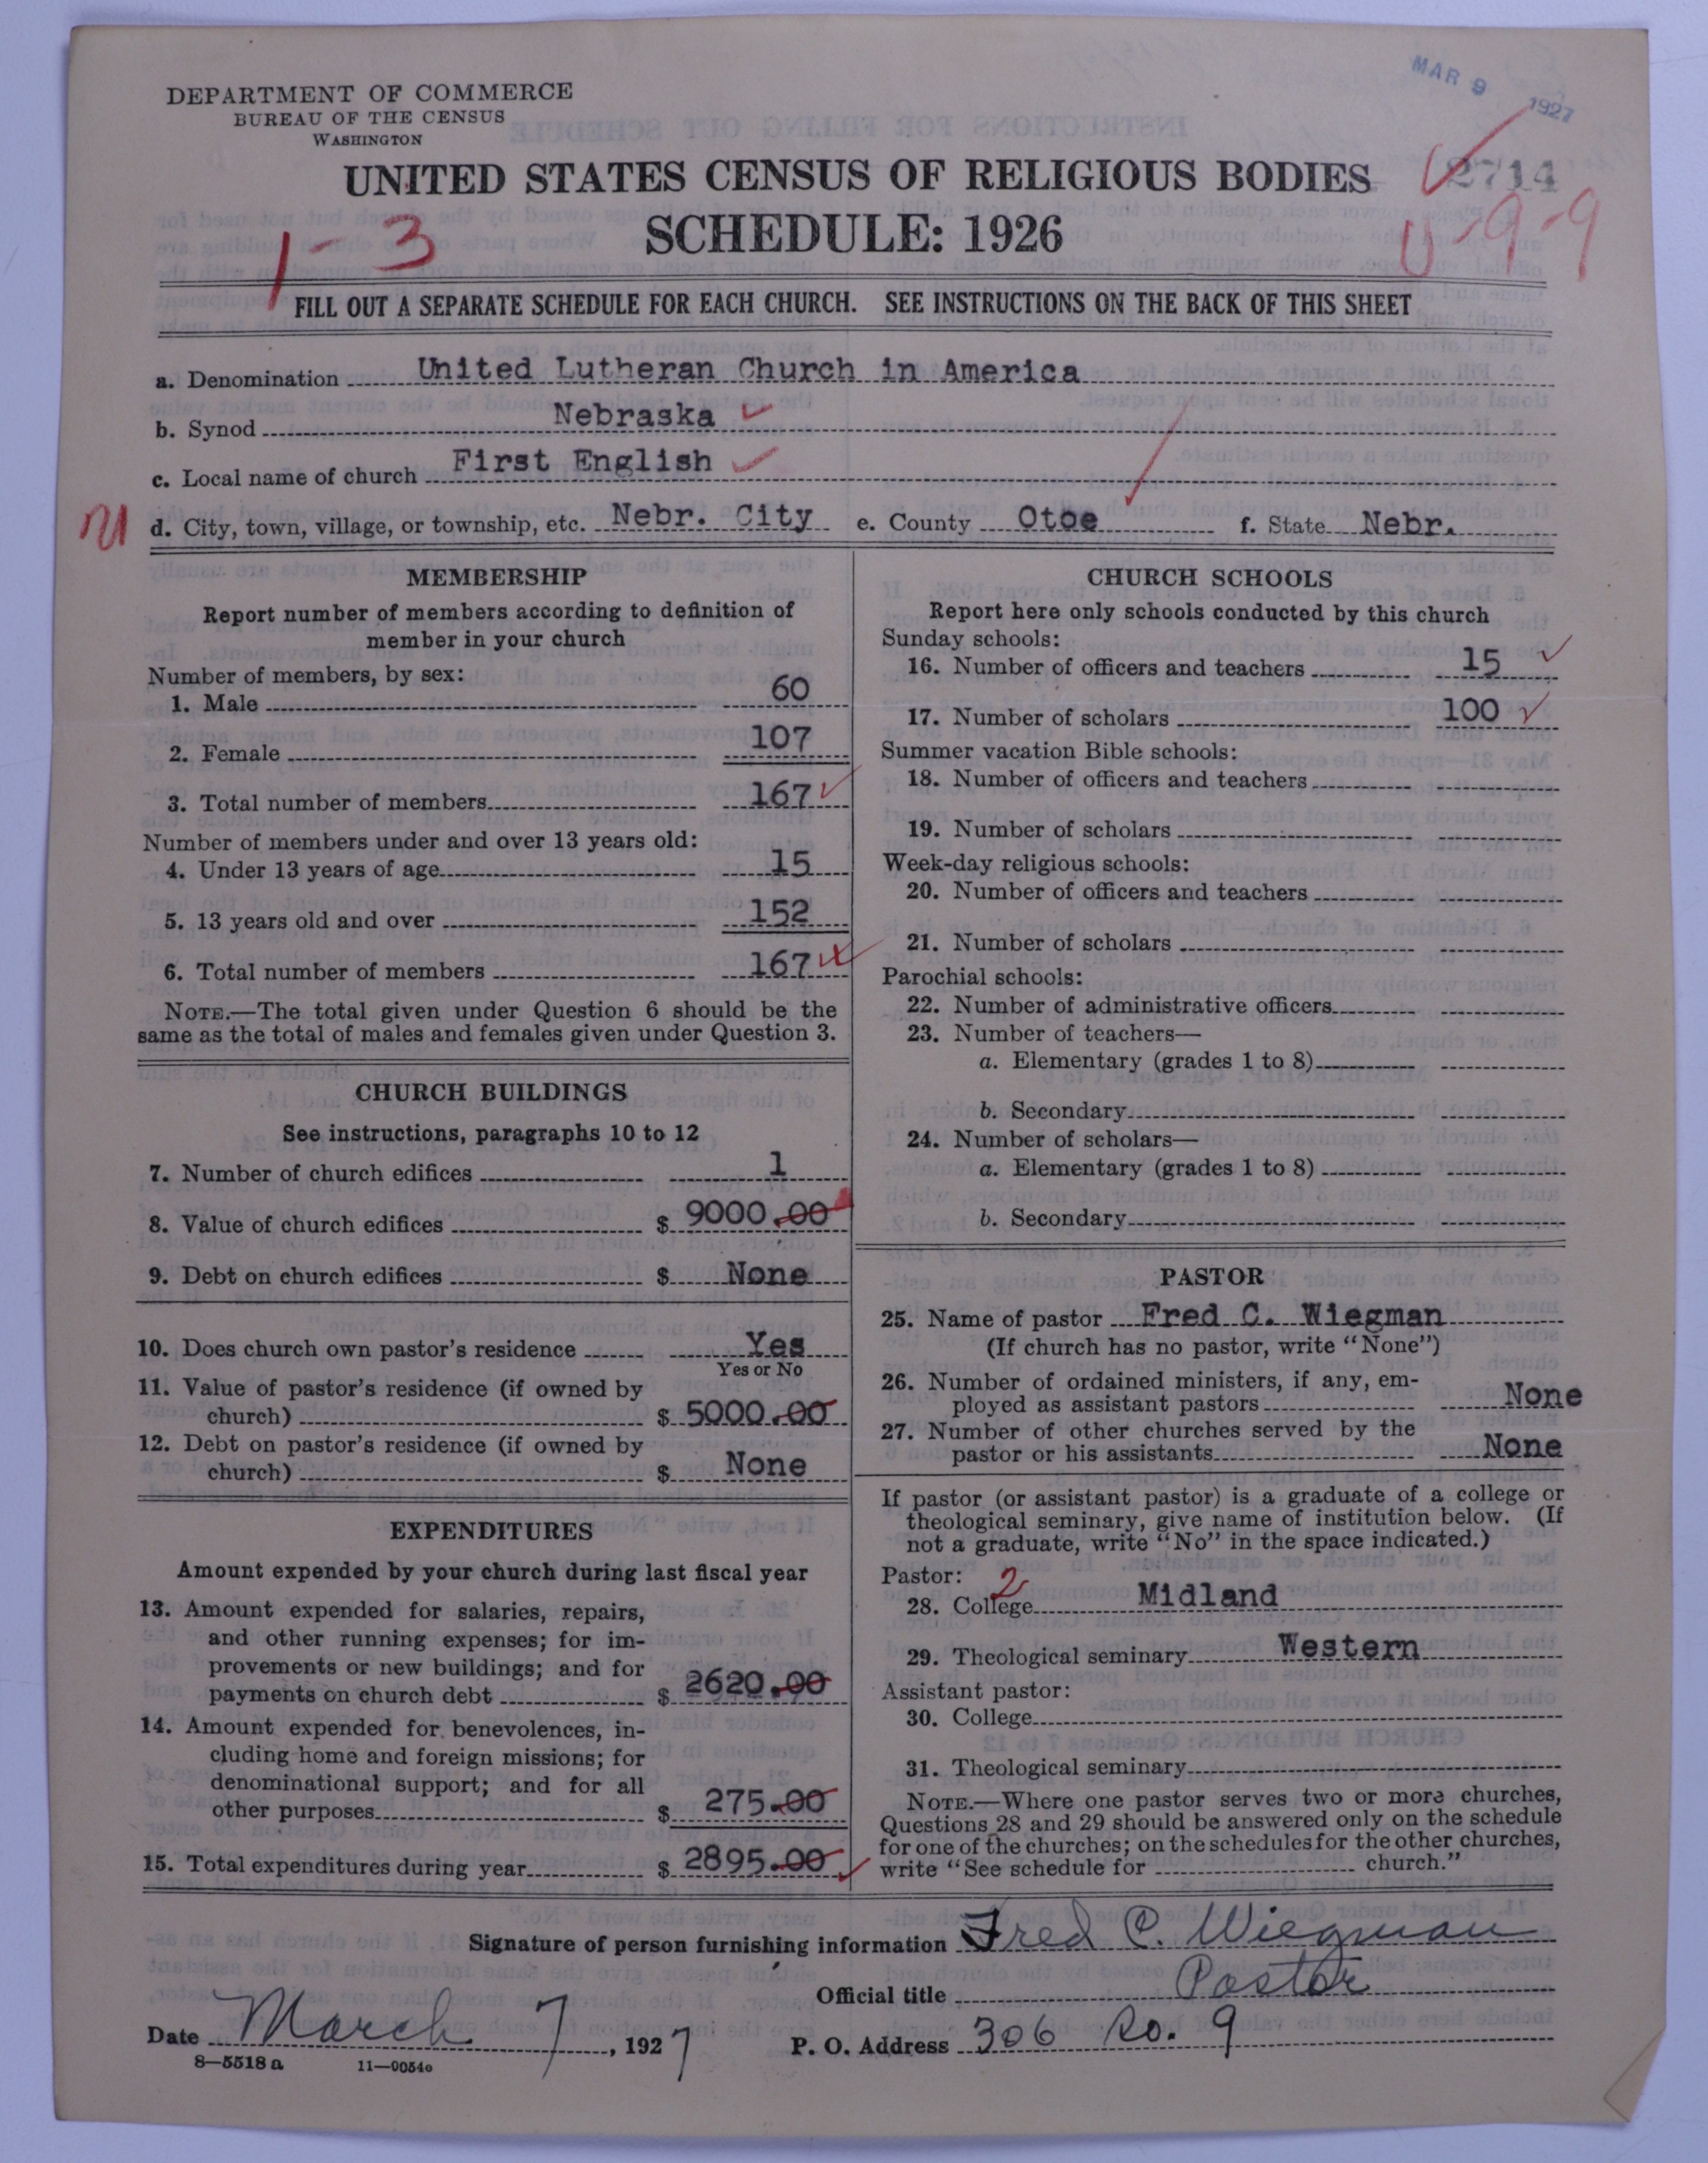 MAR 9 1927
DEPARTMENT OF COMMERCE
BUREAU OF THE CENSUS
WASHINGTON
UNITED STATES CENSUS OF RELIGIOUS BODIES
2714
SCHEDULE: 1926
1-3
11-9-9
FILL OUT A SEPARATE SCHEDULE FOR EACH CHURCH. SEE INSTRUCTIONS ON THE BACK OF THIS SHEET
a. Denomination United Lutheran Church in America
b. Synod Nebraska
c. Local name of church First English
d. City, town, village, or township, etc. Nebr. City e. County Otoe f. State Nebr.
MEMBERSHIP
Report number of members according to definition of
member in your church
Number of members, by sex:
1. Male 60
2. Female 107
3. Total number of members 167
Number of members under and over 13 years old:
4. Under 13 years of age 15
5. 13 years old and over 152
6. Total number of members 167
NOTE.—The total given under Question 6 should be the
same as the total of males and females given under Question 3.
CHURCH BUILDINGS
See instructions, paragraphs 10 to 12
7. Number of church edifices 1
8. Value of church edifices $ 9000.00
9. Debt on church edifices $ None
10. Does church own pastor's residence Yes
Yes or No
11. Value of pastor's residence (if owned by
church) $ 5000.00
12. Debt on pastor's residence (if owned by
church) $ None
EXPENDITURES
Amount expended by your church during last fiscal year
13. Amount expended for salaries, repairs,
and other running expenses; for im-
provements or new buildings; and for
payments on church debt $ 2620.00
14. Amount expended for benevolences, in-
cluding home and foreign missions; for
denominational support; and for all
other purposes $ 275.00
15. Total expenditures during year $ 2895.00
CHURCH SCHOOLS
Report here only schools conducted by this church
Sunday schools:
16. Number of officers and teachers 15
17. Number of scholars 100
Summer vacation Bible schools:
18. Number of officers and teachers
19. Number of scholars
Week-day religious schools:
20. Number of officers and teachers
21. Number of scholars
Parochial schools:
22. Number of administrative officers
23. Number of teachers—
a. Elementary (grades 1 to 8)
b. Secondary
24. Number of scholars—
a. Elementary (grades 1 to 8)
b. Secondary
PASTOR
25. Name of pastor Fred C. Wiegman
(If church has no pastor, write "None")
26. Number of ordained ministers, if any, em-
ployed as assistant pastors None
27. Number of other churches served by the
pastor or his assistants None
If pastor (or assistant pastor) is a graduate of a college or
theological seminary, give name of institution below. (If
not a graduate, write "No" in the space indicated.)
Pastor: 2
28. College Midland
29. Theological seminary Western
Assistant pastor:
30. College
31. Theological seminary
NOTE.—Where one pastor serves two or more churches,
Questions 28 and 29 should be answered only on the schedule
for one of the churches; on the schedules for the other churches,
write "See schedule for church."
Signature of person furnishing information Fred C. Wiegman
Official title Pastor
Date March 7, 1927 P. O. Address 306 So. 9
8—5518 a 11—9054c